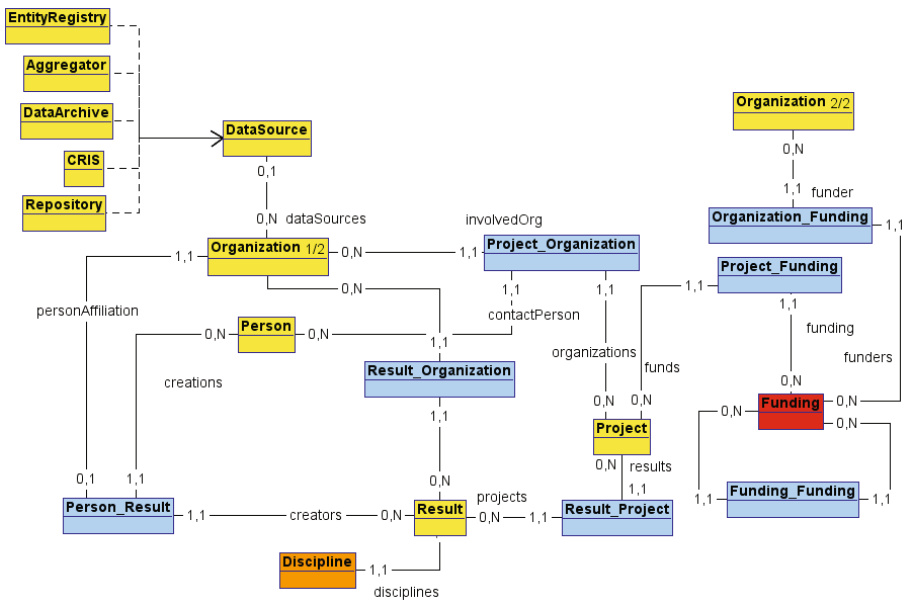 EntityRegistry
Aggregator
DataArchive
CRIS
Repository
DataSource
0,1
0,N dataSources
Organization 1/2
1,1
0,N
0,N
involvedOrg
1,1
Project_Organization
1,1
1,1
contactPerson
personAffiliation
0,N
Person
0,N
creations
1,1
Result_Organization
1,1
0,N
organizations
funds
0,N
0,N
Project
0,N
results
1,1
Organization 2/2
0,N
1,1
funder
Organization_Funding
1,1
Project_Funding
1,1
1,1
funding
funders
0,N
0,N
Funding
0,N
0,N
Funding_Funding
1,1
1,1
0,1
1,1
Person_Result
1,1
creators
0,N
Result
projects
0,N
1,1
Result_Project
Discipline
1,1
disciplines